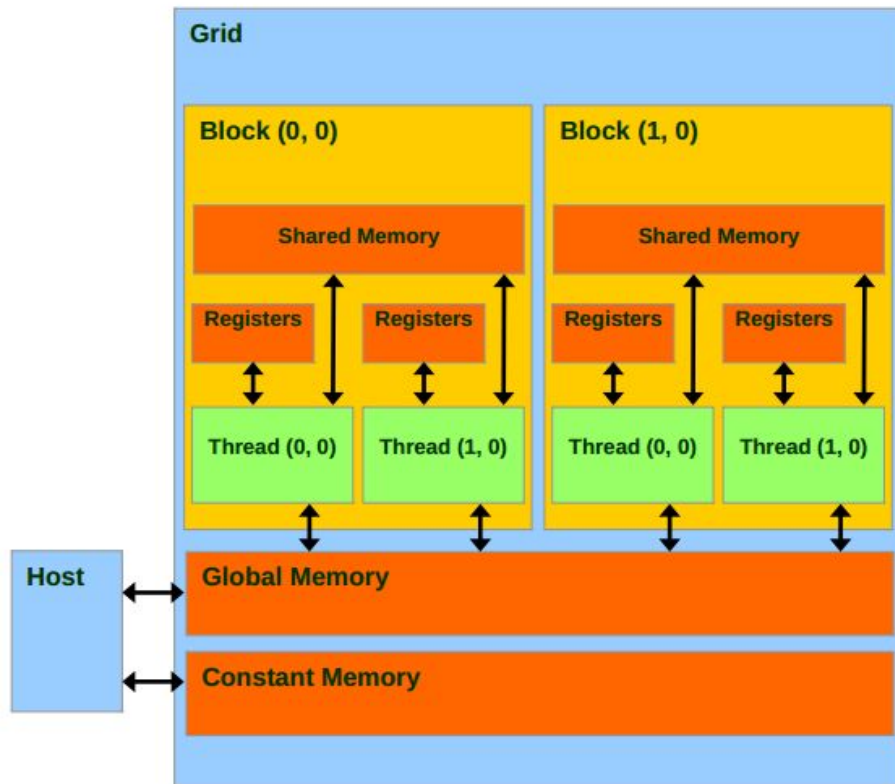 Grid
Block (0, 0)
Block (1, 0)
Shared Memory
Shared Memory
Registers
Registers
Registers
Registers
Thread (0, 0)
Thread (1, 0)
Thread (0, 0)
Thread (1, 0)
Host
Global Memory
Constant Memory